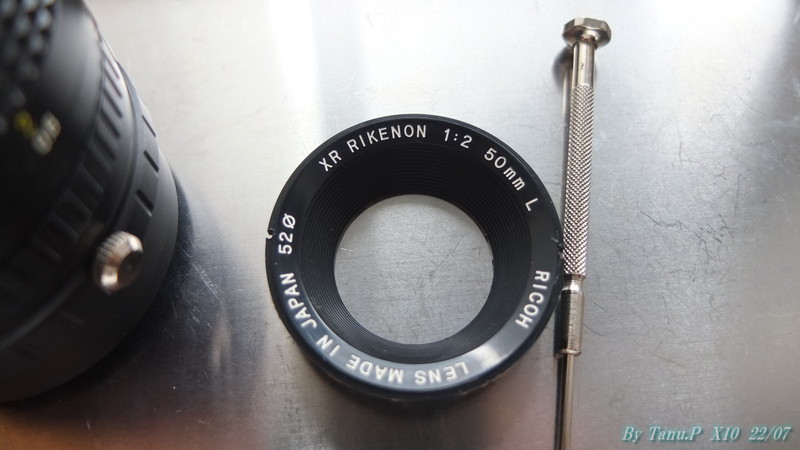 XR RIKENON 1:2 50mm L
RICOH
LENS MADE IN JAPAN 52Ø
By Tanu.P X10 22/07